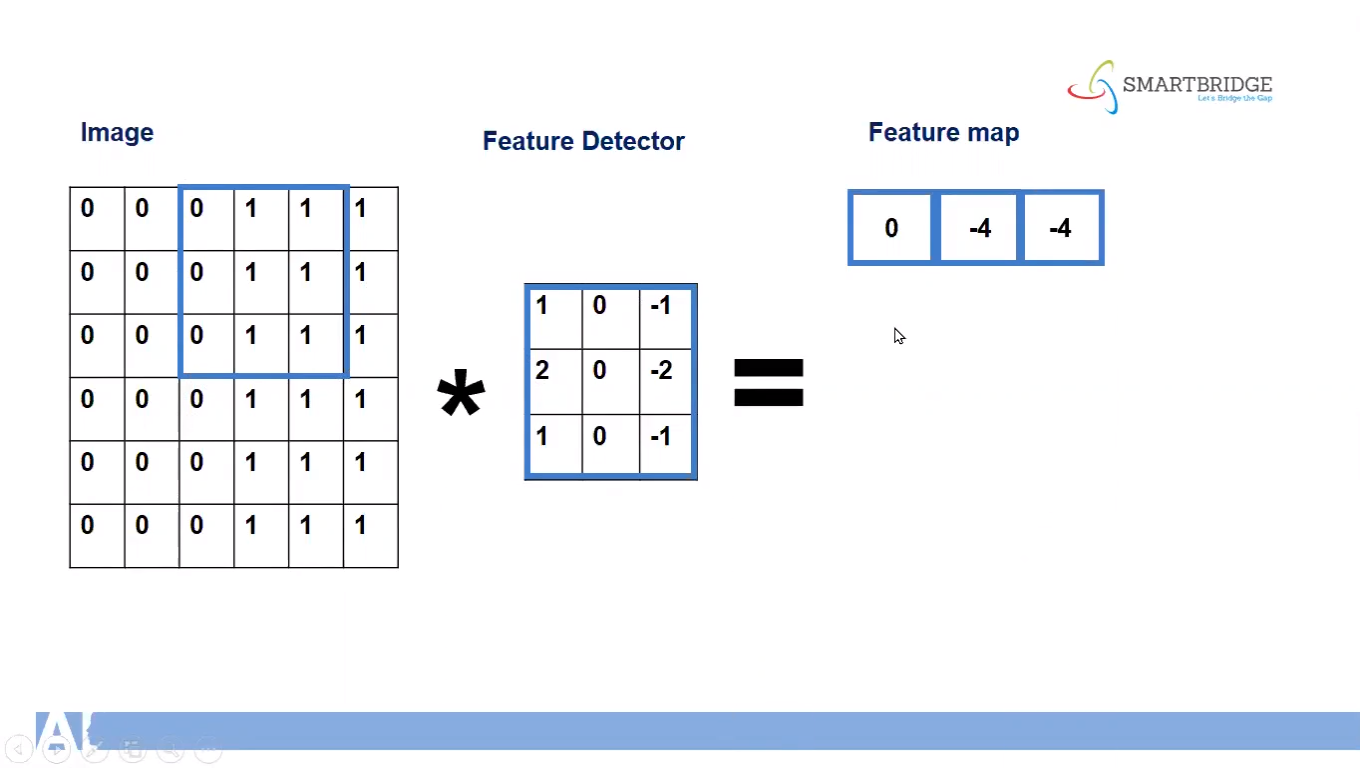 SMARTBRIDGE
Let's Bridge the Gap
Image
Feature Detector
Feature map
0 0 0 1 1 1
0 0 0 1 1 1
0 0 0 1 1 1
0 0 0 1 1 1
0 0 0 1 1 1
0 0 0 1 1 1
*
1 0 -1
2 0 -2
1 0 -1
=
0 -4 -4
AI